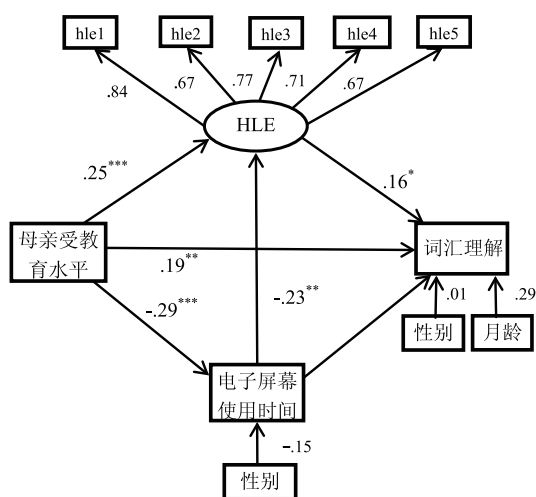 hle1 hle2 hle3 hle4 hle5
.84 .67 .77 .71 .67
HLE
.25***
.16*
母亲受教
育水平
词汇理解
.19**
-.29***
-.23**
.01
.29
性别
月龄
电子屏幕
使用时间
-.15
性别